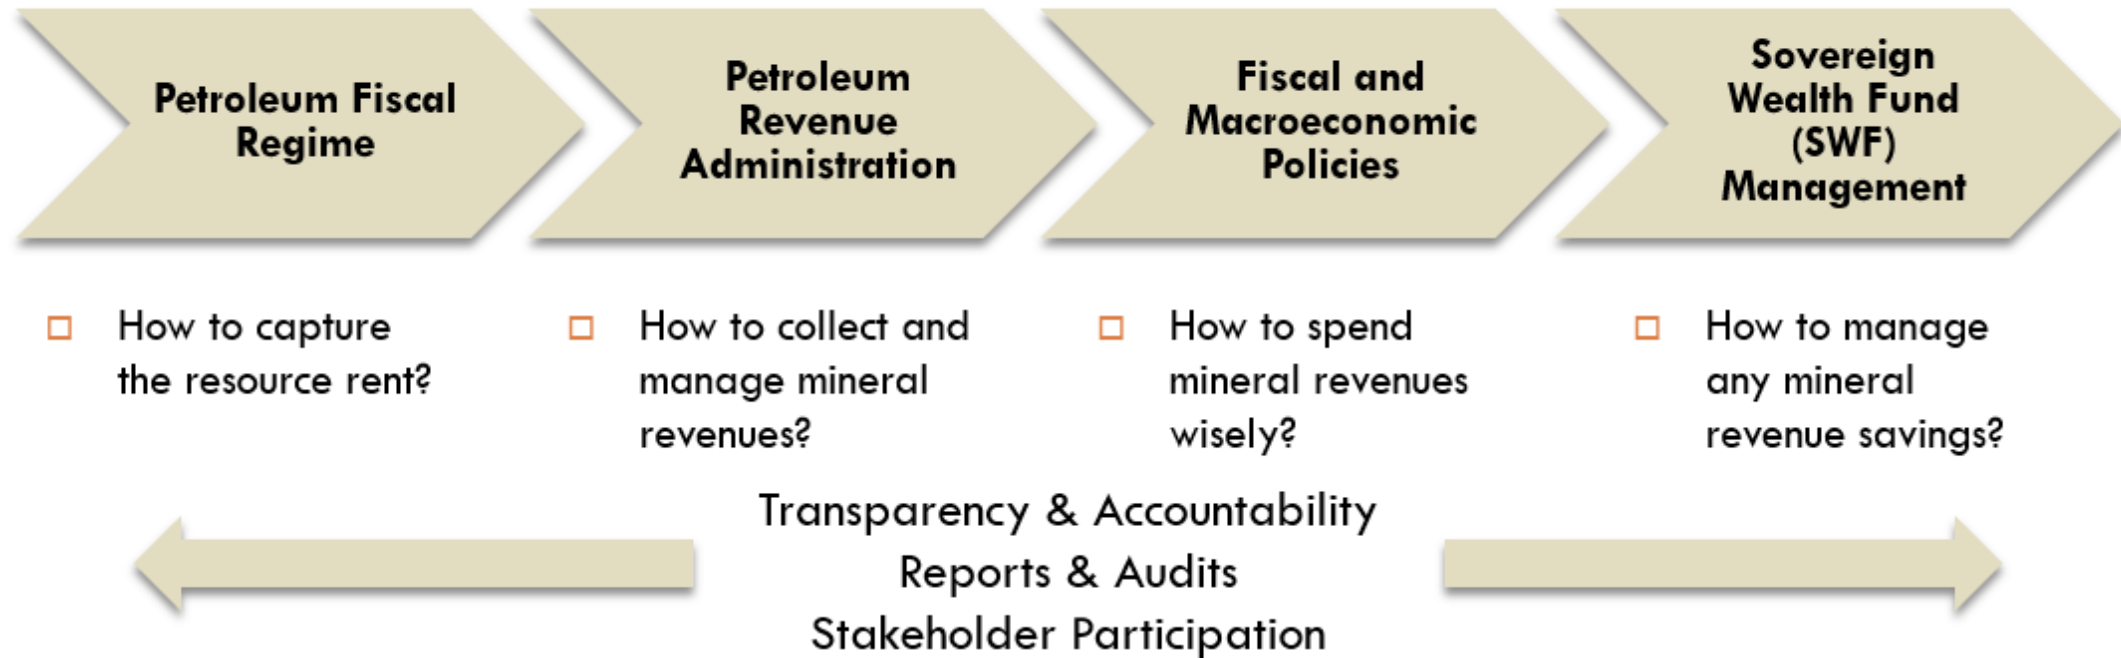 Petroleum Fiscal
Regime
Petroleum
Revenue
Administration
Fiscal and
Macroeconomic
Policies
Sovereign
Wealth Fund
(SWF)
Management
How to capture
the resource rent?
How to collect and
manage mineral
revenues?
How to spend
mineral revenues
wisely?
How to manage
any mineral
revenue savings?
Transparency & Accountability
Reports & Audits
Stakeholder Participation